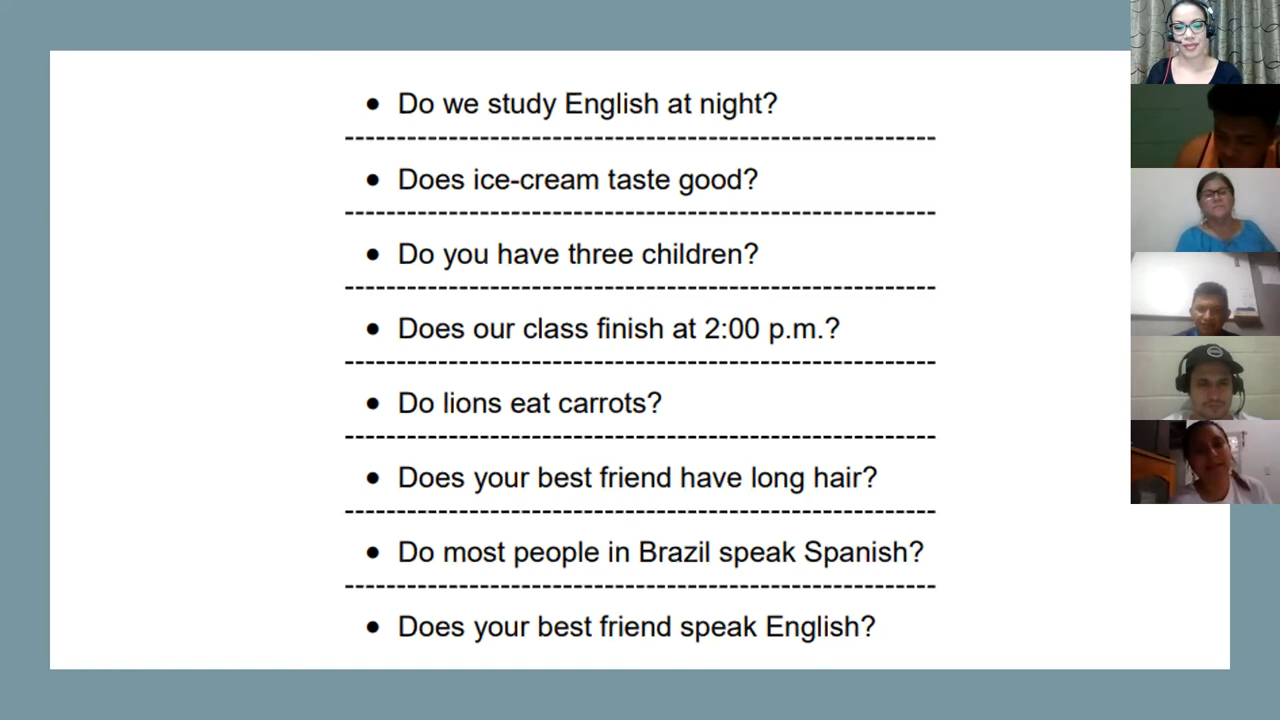 • Do we study English at night?
---------------------------------------------------------
• Does ice-cream taste good?
---------------------------------------------------------
• Do you have three children?
---------------------------------------------------------
• Does our class finish at 2:00 p.m.?
---------------------------------------------------------
• Do lions eat carrots?
---------------------------------------------------------
• Does your best friend have long hair?
---------------------------------------------------------
• Do most people in Brazil speak Spanish?
---------------------------------------------------------
• Does your best friend speak English?